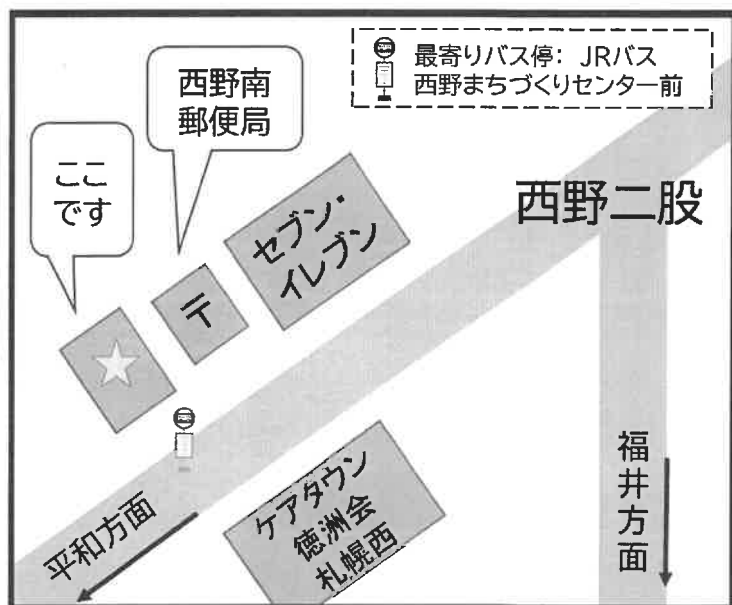 最寄りバス停: JRバス
西野まちづくりセンター前
西野南
郵便局
ここ
です
セブン・
イレブン
〒
西野二股
ケアタウン
徳洲会
札幌西
平和方面
福井方面